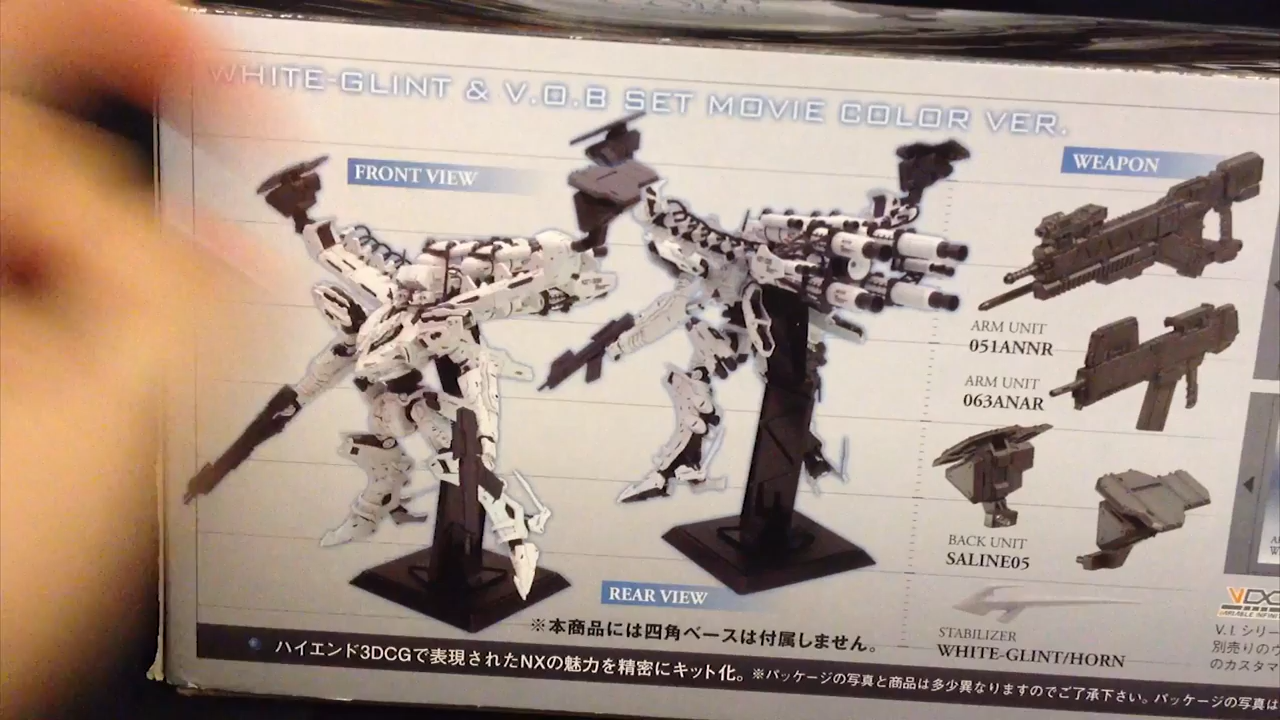 WHITE-GLINT & V.O.B SET MOVIE COLOR VER.
FRONT VIEW
WEAPON
ARM UNIT
051ANNR
ARM UNIT
063ANAR
BACK UNIT
SALINE05
STABILIZER
WHITE-GLINT/HORN
REAR VIEW
※本商品には四角ベースは付属しません。
ハイエンド3DCGで表現されたNXの魅力を精密にキット化。※パッケージの写真と商品は多少異なりますのでご了承下さい。パッケージの写真は
V.I.シリー
別売りのウ
のカスタマ